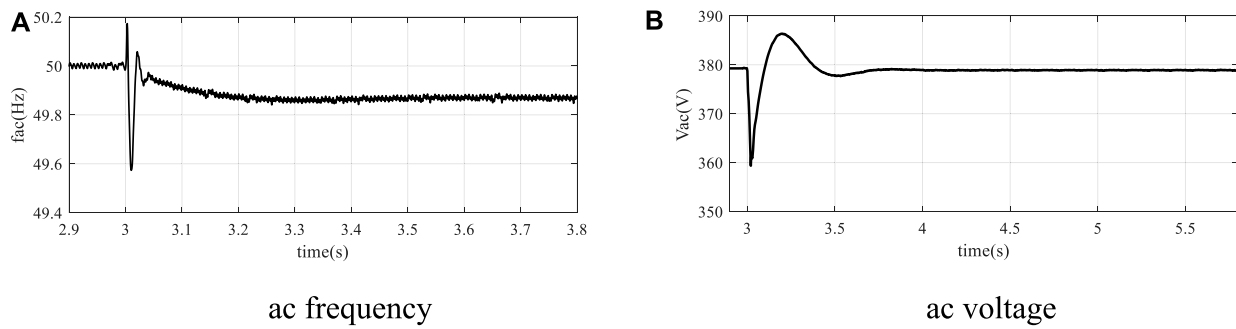 A
50.2
50
49.8
49.6
49.4
fac(Hz)
2.9 3 3.1 3.2 3.3 3.4 3.5 3.6 3.7 3.8
time(s)
ac frequency
B
390
380
370
360
350
Vac(V)
3 3.5 4 4.5 5 5.5
time(s)
ac voltage